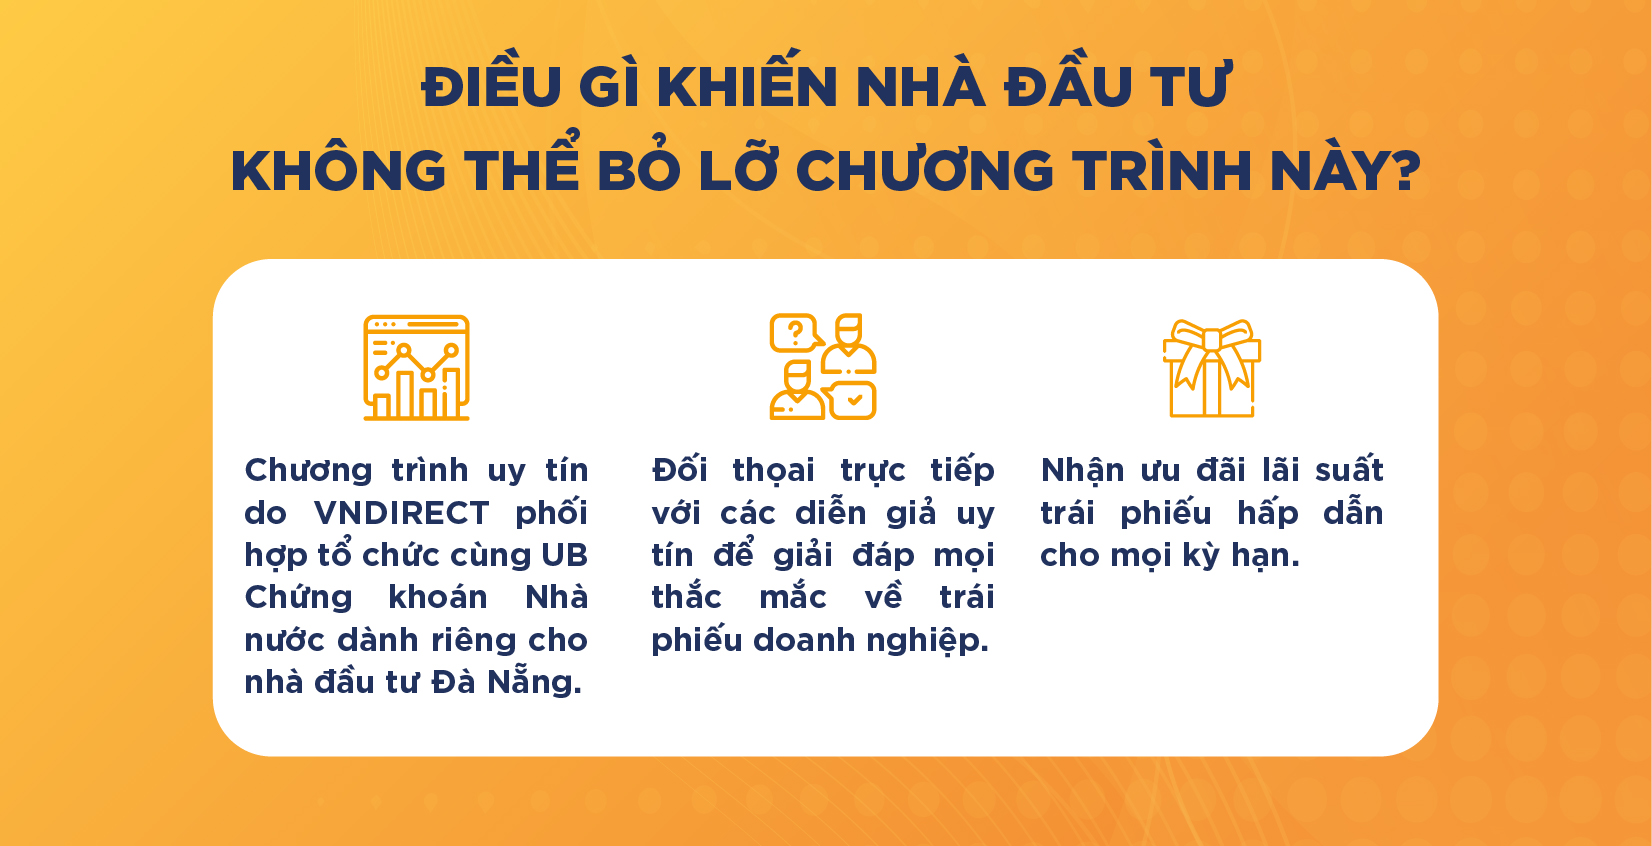 ĐIỀU GÌ KHIẾN NHÀ ĐẦU TƯ
KHÔNG THỂ BỎ LỠ CHƯƠNG TRÌNH NÀY?
Chương trình uy tín
do VNDIRECT phối
hợp tổ chức cùng UB
Chứng khoán Nhà
nước dành riêng cho
nhà đầu tư Đà Nẵng.
Đối thọai trực tiếp
với các diễn giả uy
tín để giải đáp mọi
thắc mắc về trái
phiếu doanh nghiệp.
Nhận ưu đãi lãi suất
trái phiếu hấp dẫn
cho mọi kỳ hạn.